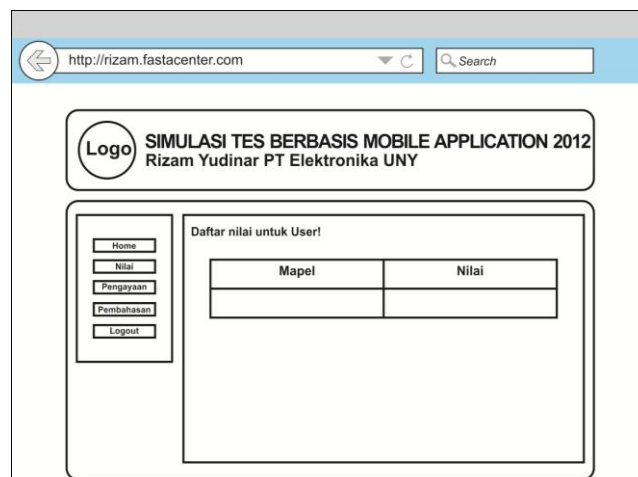 http://rizam.fastacenter.com
Search
Logo
SIMULASI TES BERBASIS MOBILE APPLICATION 2012
Rizam Yudinar PT Elektronika UNY
Home
Nilai
Pengayaan
Pembahasan
Logout
Daftar nilai untuk User!
Mapel Nilai